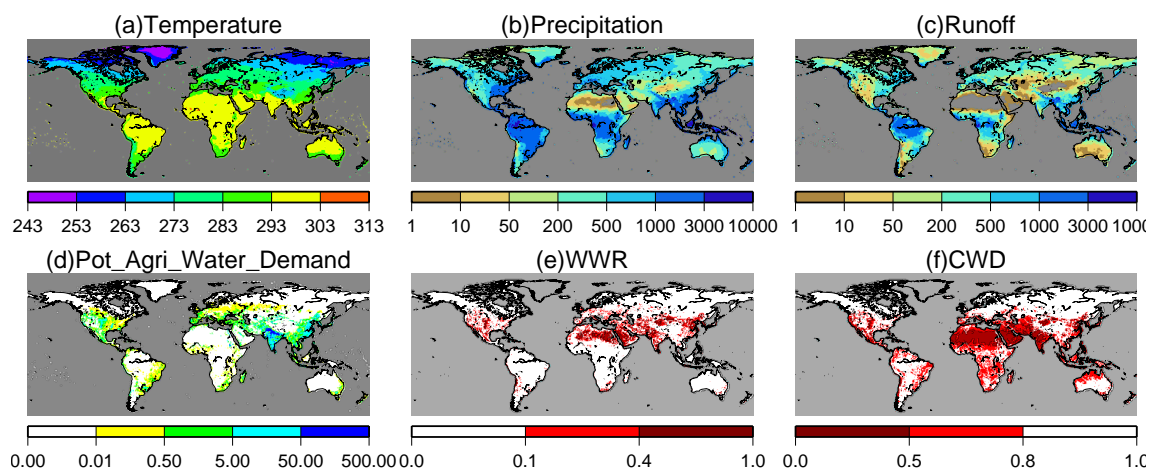 (a)Temperature
(b)Precipitation
(c)Runoff
243 253 263 273 283 293 303 313
1 10 50 200 500 1000 3000 10000
1 10 50 200 500 1000 3000 1000
(d)Pot_Agri_Water_Demand
(e)WWR
(f)CWD
0.00 0.01 0.50 5.00 50.00 500.00
0.0 0.1 0.4 1.0
0.0 0.5 0.8 1.0